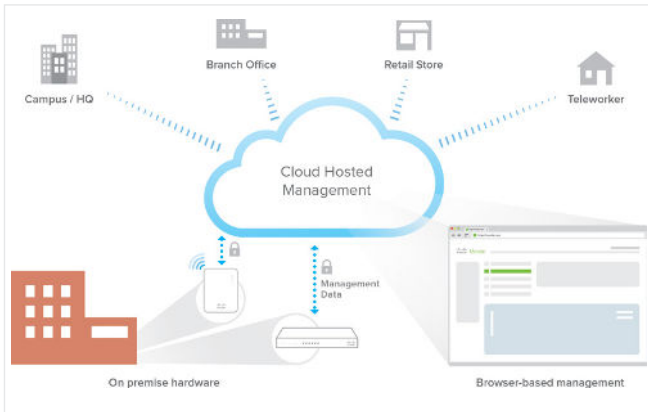 Branch Office
Retail Store
Campus / HQ
Teleworker
Cloud Hosted
Management
Management
Data
On premise hardware
Browser-based management